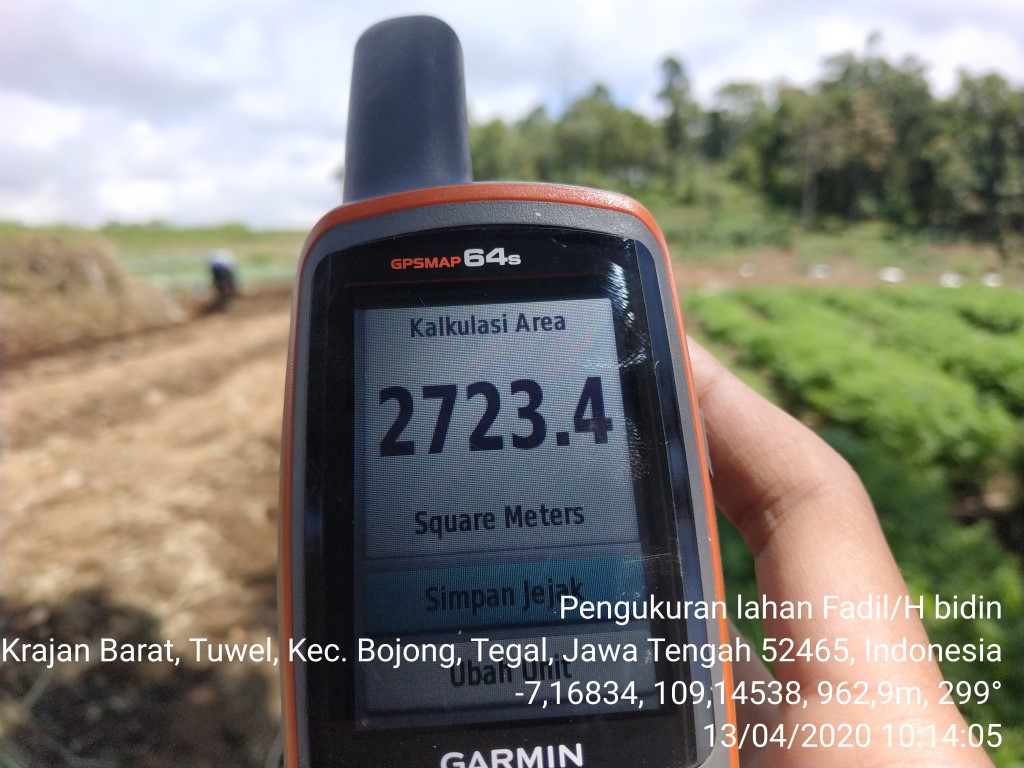 GPSMAP 64s
Kalkulasi Area
2723.4
Square Meters
Simpan Jejak
Pengukuran lahan Fadil/H bidin
Krajan Barat, Tuwel, Kec. Bojong, Tegal, Jawa Tengah 52465, Indonesia
Ubah Unit
-7,16834, 109,14538, 962,9m, 299°
13/04/2020 10:14:05
GARMIN